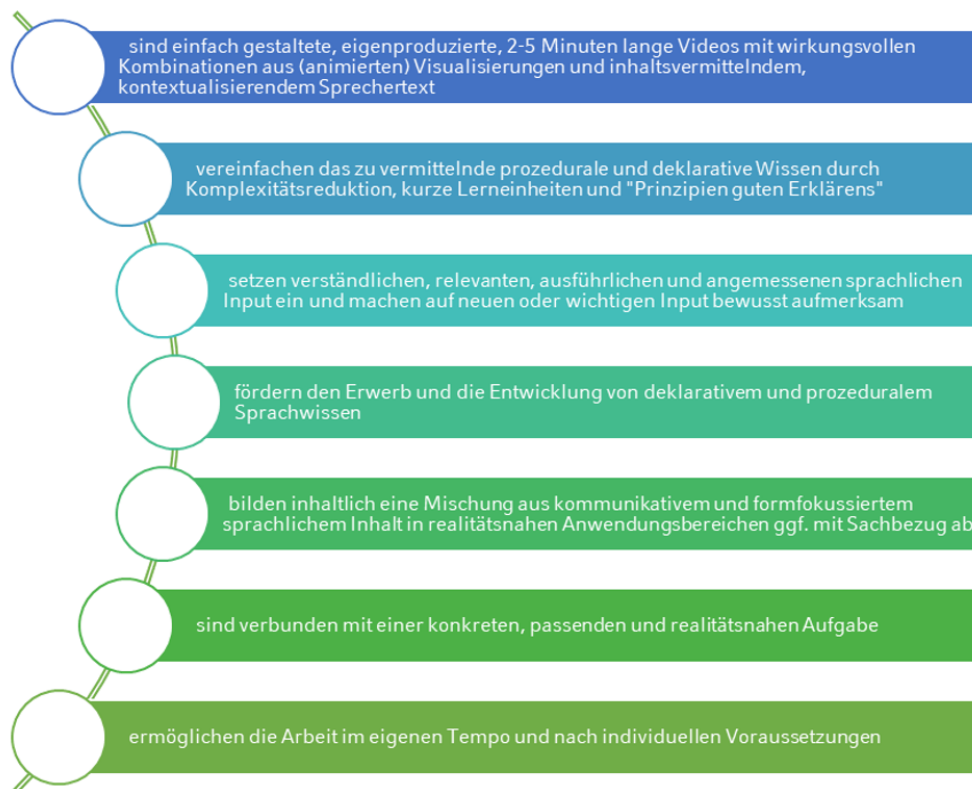 sind einfach gestaltete, eigenproduzierte, 2-5 Minuten lange Videos mit wirkungsvollen
Kombinationen aus (animierten) Visualisierungen und inhaltsvermittelndem,
kontextualisierendem Sprechertext
vereinfachen das zu vermittelnde prozedurale und deklarative Wissen durch
Komplexitätsreduktion, kurze Lerneinheiten und "Prinzipien guten Erklärens"
setzen verständlichen, relevanten, ausführlichen und angemessenen sprachlichen
Input ein und machen auf neuen oder wichtigen Input bewusst aufmerksam
fördern den Erwerb und die Entwicklung von deklarativem und prozeduralem
Sprachwissen
bilden inhaltlich eine Mischung aus kommunikativem und formfokussiertem
sprachlichem Inhalt in realitätsnahen Anwendungsbereichen ggf. mit Sachbezug ab
sind verbunden mit einer konkreten, passenden und realitätsnahen Aufgabe
ermöglichen die Arbeit im eigenen Tempo und nach individuellen Voraussetzungen